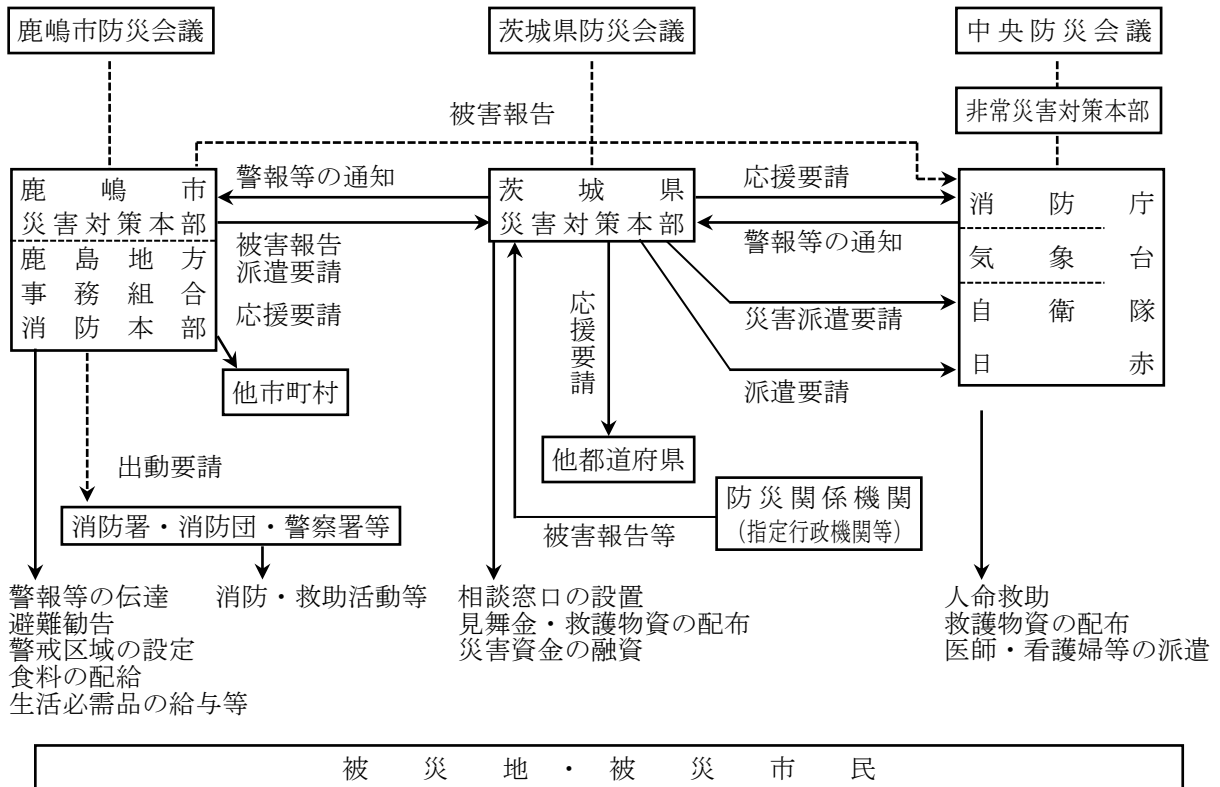 鹿嶋市防災会議
茨城県防災会議
中央防災会議
非常災害対策本部
被害報告
鹿嶋市
災害対策本部
鹿島地方
事務組合
消防本部
警報等の通知
被害報告
派遣要請
応援要請
他市町村
茨城県
災害対策本部
応援要請
警報等の通知
災害派遣要請
派遣要請
消防庁
気象台
自衛隊
日赤
応援要請
他都道府県
防災関係機関
（指定行政機関等）
被害報告等
出動要請
消防署・消防団・警察署等
警報等の伝達
避難勧告
警戒区域の設定
食料の配給
生活必需品の給与等
消防・救助活動等
相談窓口の設置
見舞金・救護物資の配布
災害資金の融資
人命救助
救護物資の配布
医師・看護婦等の派遣
被災地・被災市民